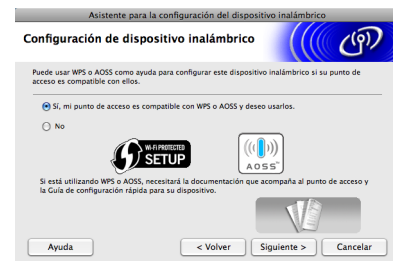 Asistente para la configuración del dispositivo inalámbrico
Configuración de dispositivo inalámbrico
Puede usar WPS o AOSS como ayuda para configurar este dispositivo inalámbrico si su punto de
acceso es compatible con ellos.
Sí, mi punto de acceso es compatible con WPS o AOSS y deseo usarlos.
No
WI-FI PROTECTED
SETUP
AOSS™
Si está utilizando WPS o AOSS, necesitará la documentación que acompaña al punto de acceso y
la Guía de configuración rápida para su dispositivo.
Ayuda
< Volver
Siguiente >
Cancelar